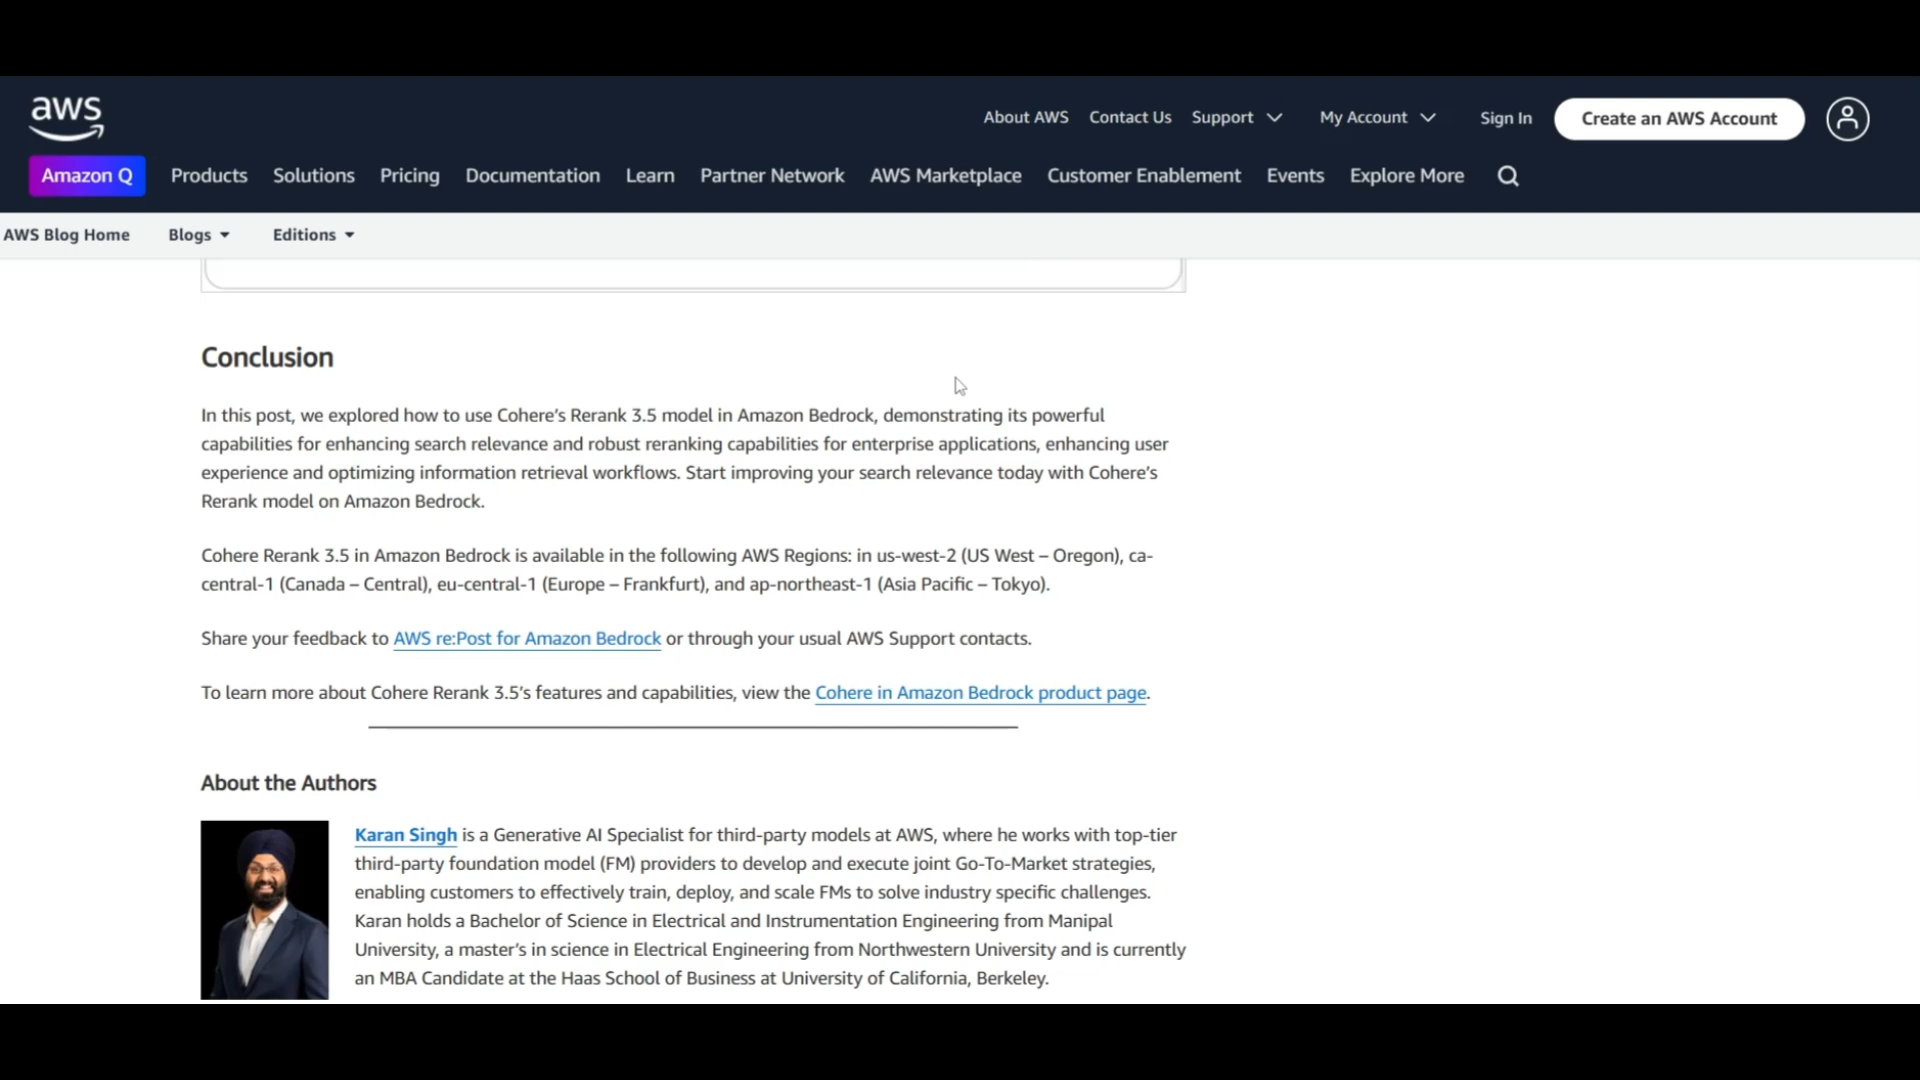 aws
About AWS Contact Us Support My Account Sign In Create an AWS Account
Amazon Q Products Solutions Pricing Documentation Learn Partner Network AWS Marketplace Customer Enablement Events Explore More
AWS Blog Home Blogs Editions
Conclusion
In this post, we explored how to use Cohere’s Rerank 3.5 model in Amazon Bedrock, demonstrating its powerful
capabilities for enhancing search relevance and robust reranking capabilities for enterprise applications, enhancing user
experience and optimizing information retrieval workflows. Start improving your search relevance today with Cohere’s
Rerank model on Amazon Bedrock.
Cohere Rerank 3.5 in Amazon Bedrock is available in the following AWS Regions: in us-west-2 (US West – Oregon), ca-
central-1 (Canada – Central), eu-central-1 (Europe – Frankfurt), and ap-northeast-1 (Asia Pacific – Tokyo).
Share your feedback to AWS re:Post for Amazon Bedrock or through your usual AWS Support contacts.
To learn more about Cohere Rerank 3.5’s features and capabilities, view the Cohere in Amazon Bedrock product page.
About the Authors
Karan Singh is a Generative AI Specialist for third-party models at AWS, where he works with top-tier
third-party foundation model (FM) providers to develop and execute joint Go-To-Market strategies,
enabling customers to effectively train, deploy, and scale FMs to solve industry specific challenges.
Karan holds a Bachelor of Science in Electrical and Instrumentation Engineering from Manipal
University, a master’s in science in Electrical Engineering from Northwestern University and is currently
an MBA Candidate at the Haas School of Business at University of California, Berkeley.